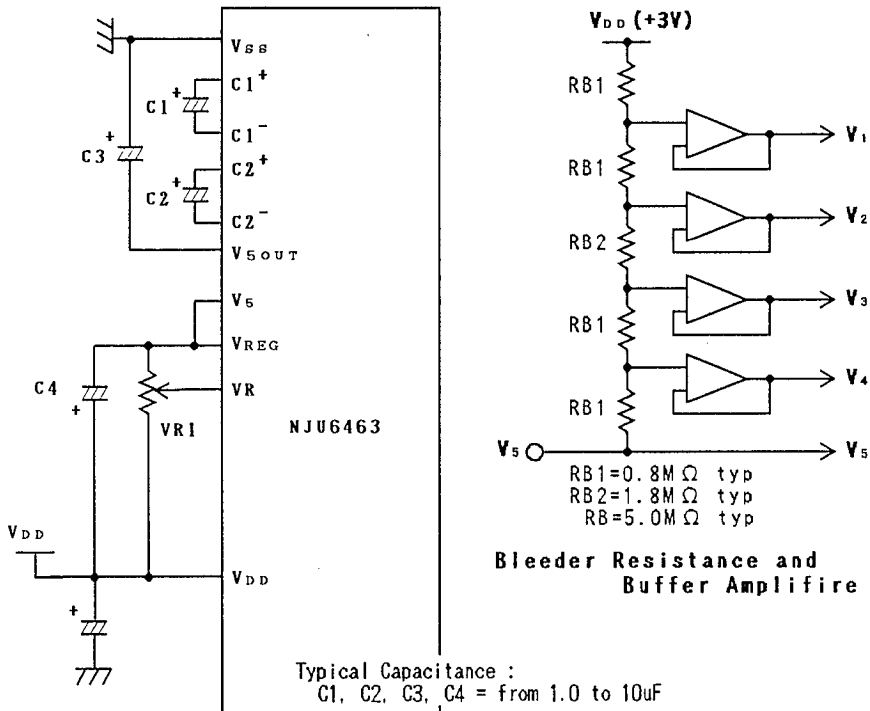 VSS
C1+
C1 +
C1-
C3 +
C2+
C2 +
C2-
V5OUT
V5
VREG
C4
+
VR
VR1
NJU6463
VDD
VDD
+
Typical Capacitance :
C1, C2, C3, C4 = from 1.0 to 10uF
VDD (+3V)
RB1
V1
RB1
V2
RB2
V3
RB1
V4
RB1
V5
V5
RB1=0.8MΩ typ
RB2=1.8MΩ typ
RB=5.0MΩ typ
Bleeder Resistance and
Buffer Amplifire